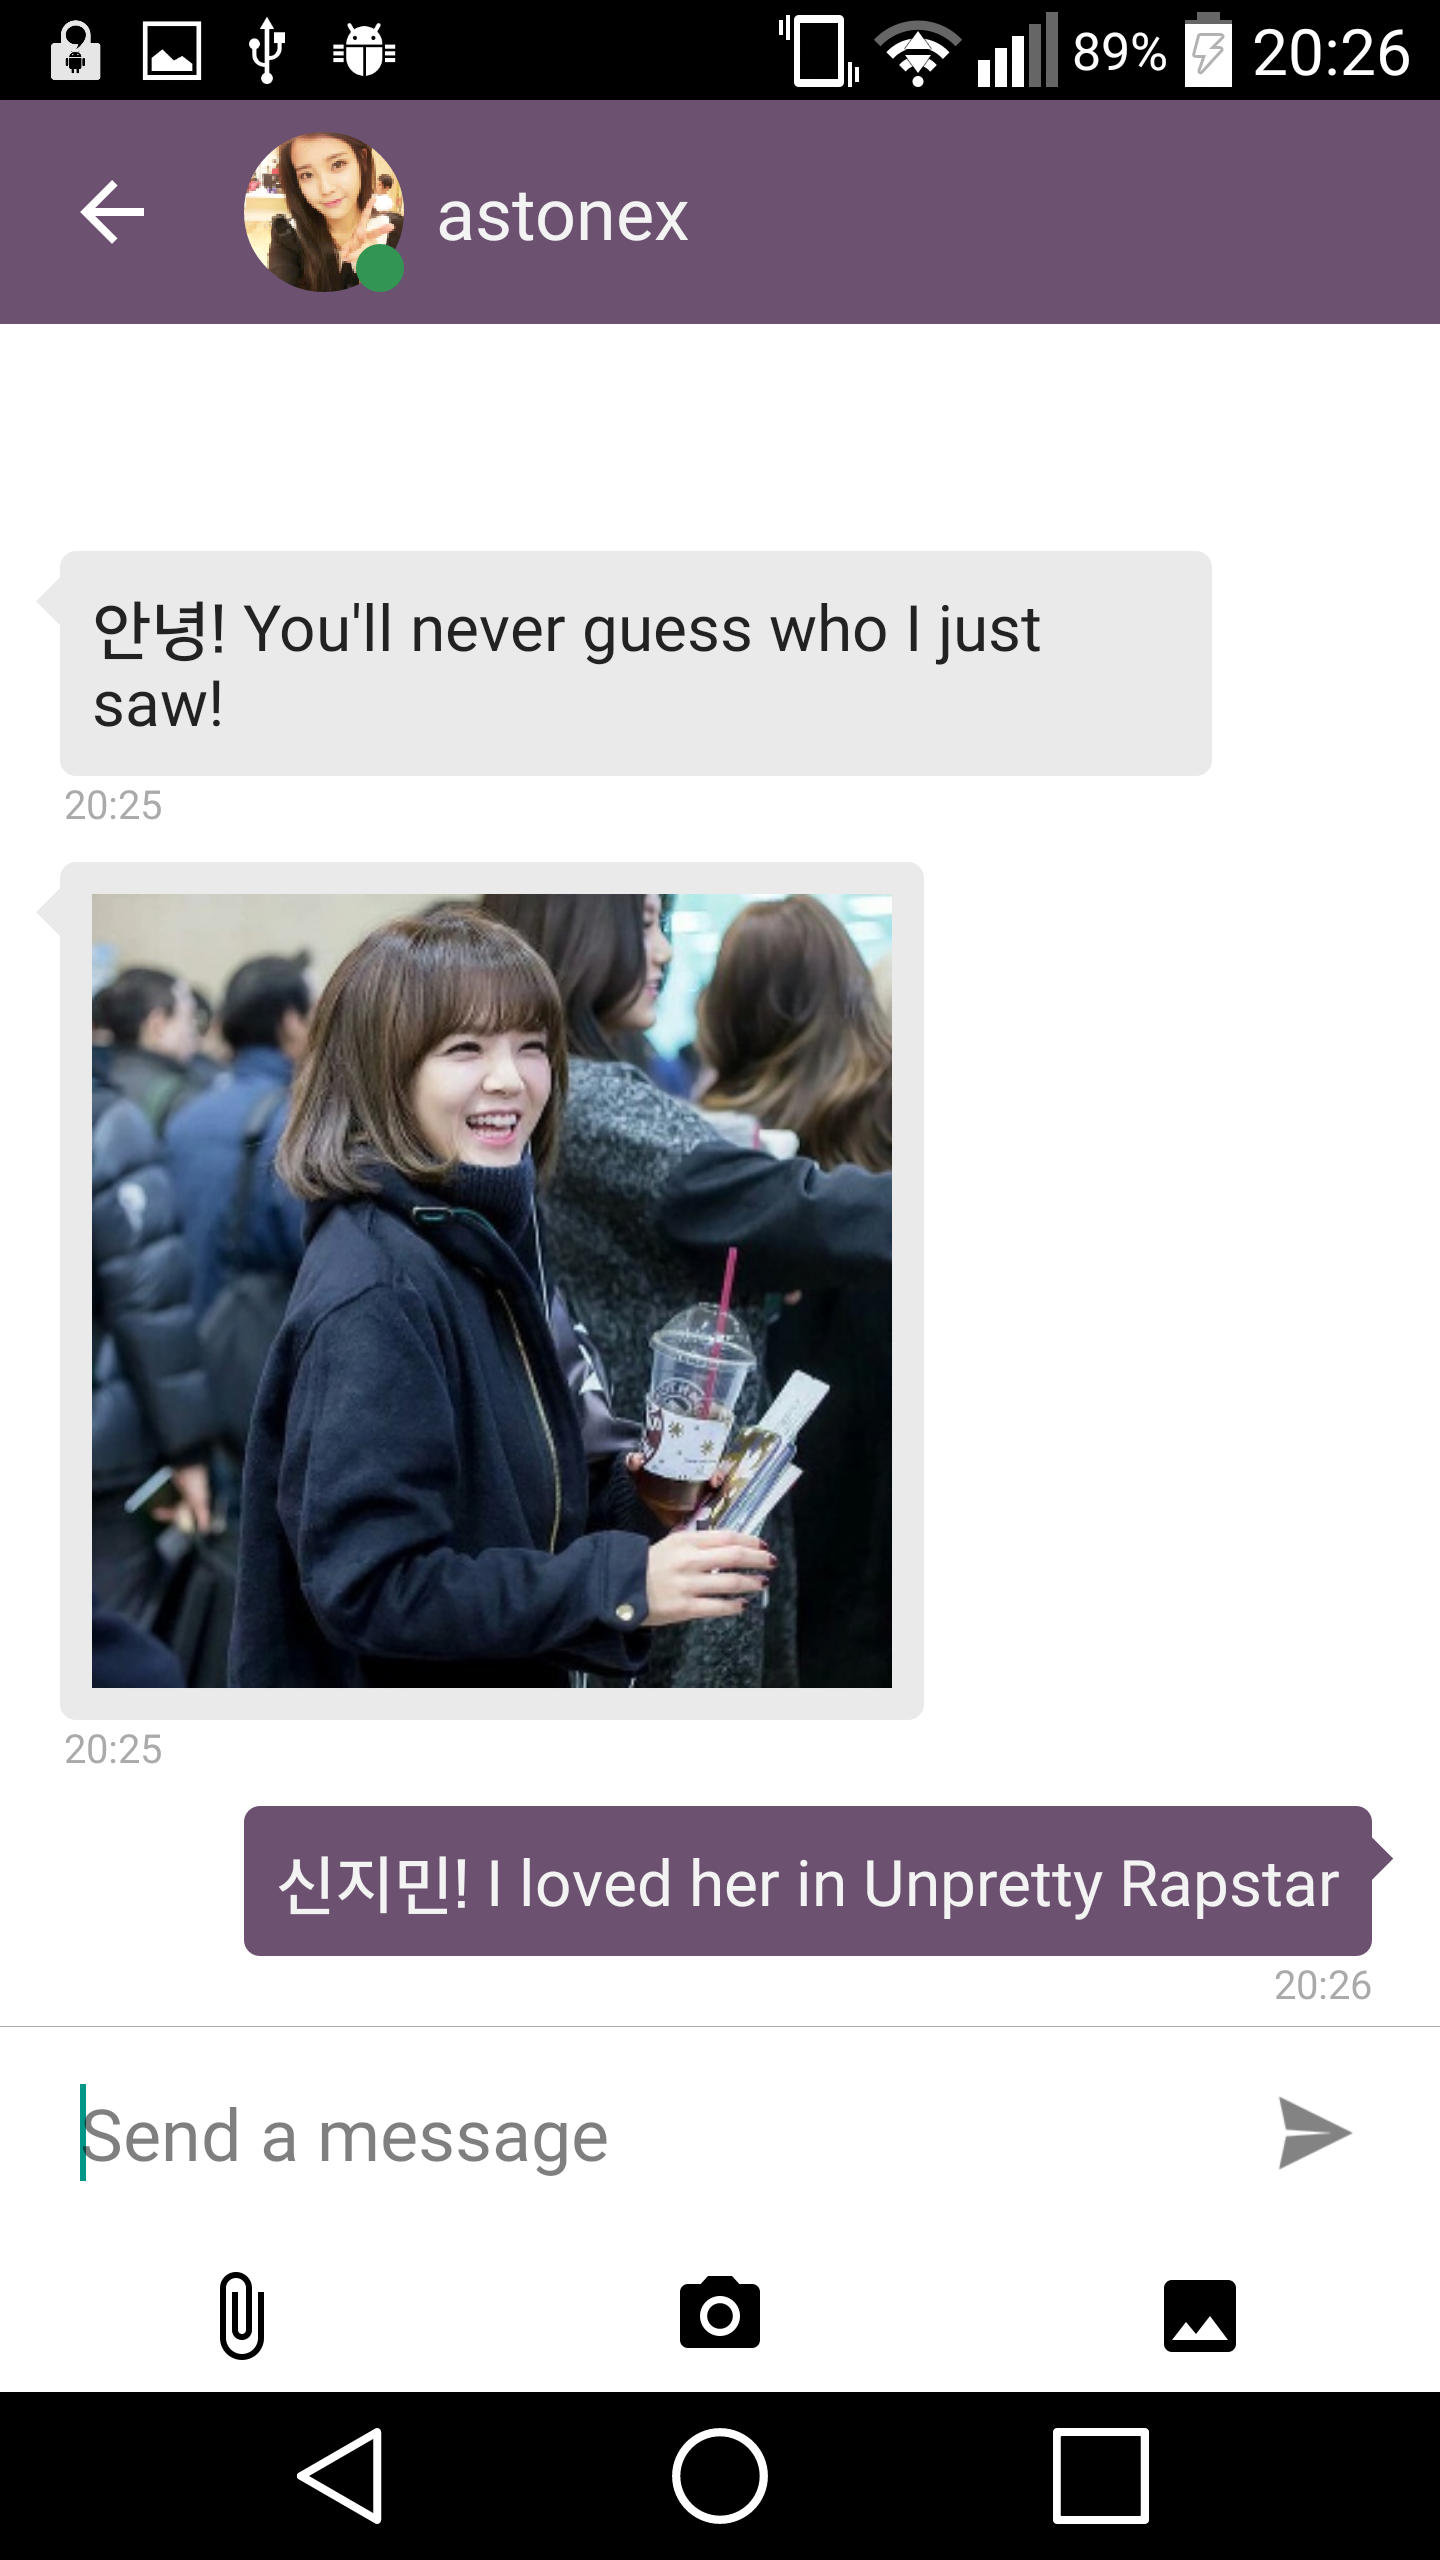 89% 20:26
astonex
안녕! You'll never guess who I just
saw!
20:25
20:25
신지민! I loved her in Unpretty Rapstar
20:26
Send a message